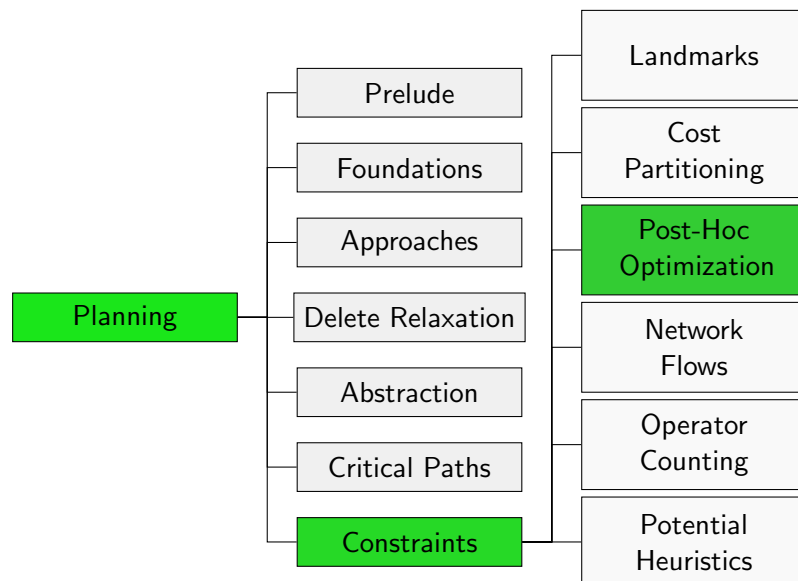 Planning
Prelude
Foundations
Approaches
Delete Relaxation
Abstraction
Critical Paths
Constraints
Landmarks
Cost
Partitioning
Post-Hoc
Optimization
Network
Flows
Operator
Counting
Potential
Heuristics